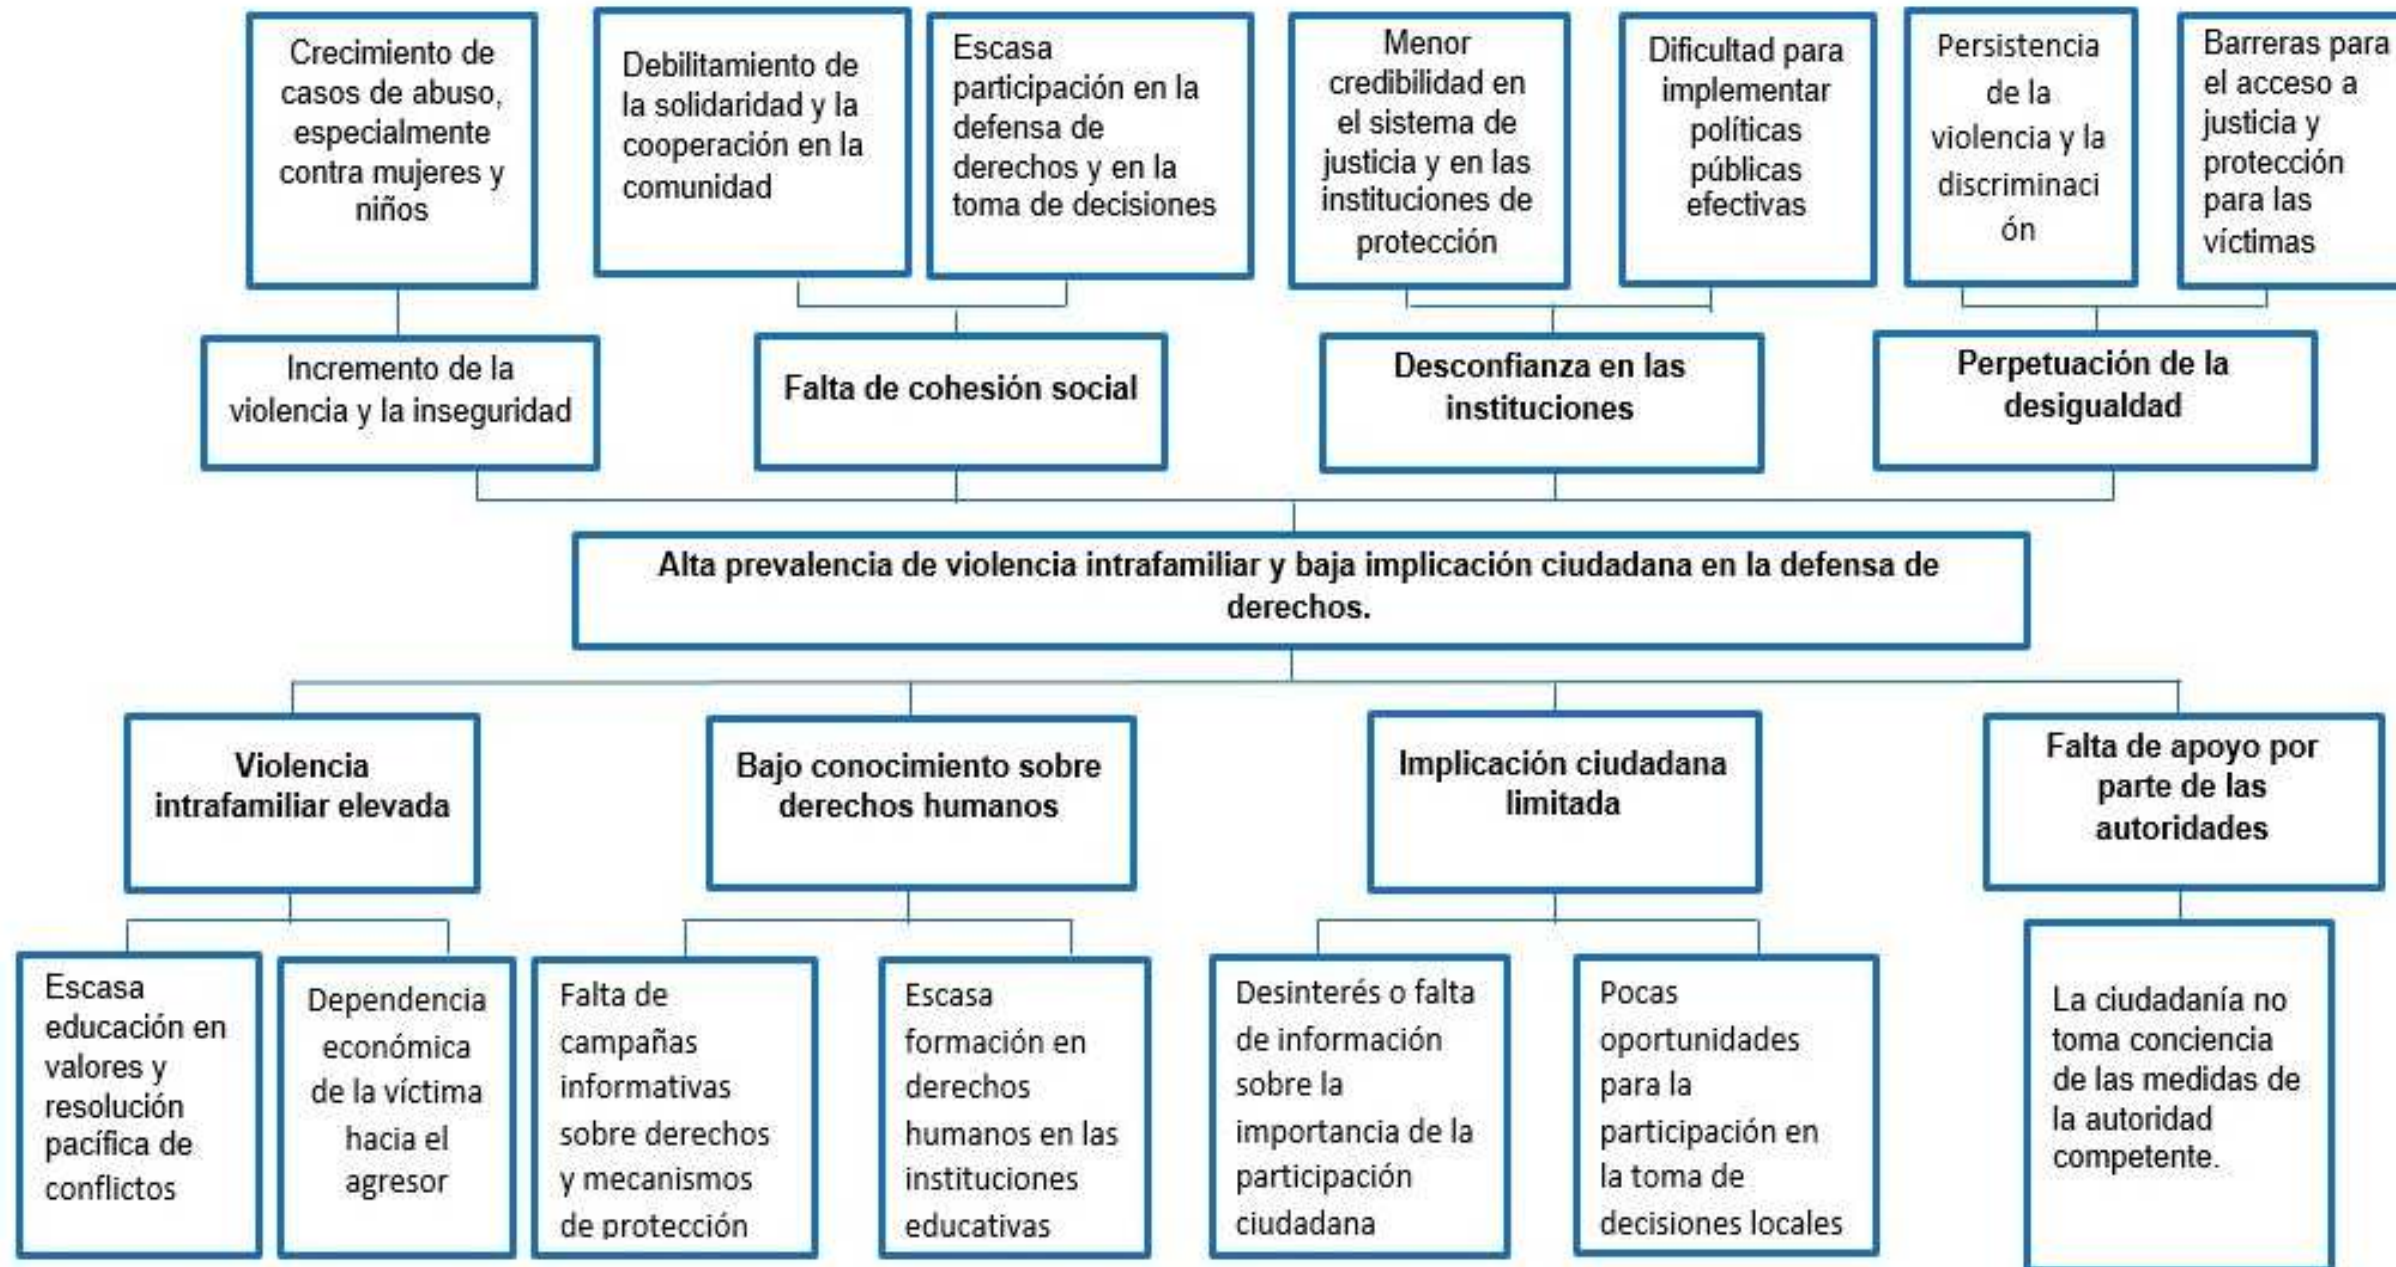 Crecimiento de
casos de abuso,
especialmente
contra mujeres y
niños
Debilitamiento de
la solidaridad y la
cooperación en la
comunidad
Escasa
participación en la
defensa de
derechos y en la
toma de decisiones
Menor
credibilidad en
el sistema de
justicia y en las
instituciones de
protección
Dificultad para
implementar
políticas
públicas
efectivas
Persistencia
de la
violencia y la
discriminaci
ón
Barreras para
el acceso a
justicia y
protección
para las
víctimas
Incremento de la
violencia y la inseguridad
Falta de cohesión social
Desconfianza en las
instituciones
Perpetuación de la
desigualdad
Alta prevalencia de violencia intrafamiliar y baja implicación ciudadana en la defensa de
derechos.
Violencia
intrafamiliar elevada
Bajo conocimiento sobre
derechos humanos
Implicación ciudadana
limitada
Falta de apoyo por
parte de las
autoridades
Escasa
educación en
valores y
resolución
pacífica de
conflictos
Dependencia
económica
de la víctima
hacia el
agresor
Falta de
campañas
informativas
sobre derechos
y mecanismos
de protección
Escasa
formación en
derechos
humanos en las
instituciones
educativas
Desinterés o falta
de información
sobre la
importancia de la
participación
ciudadana
Pocas
oportunidades
para la
participación en
la toma de
decisiones locales
La ciudadanía no
toma conciencia
de las medidas de
la autoridad
competente.